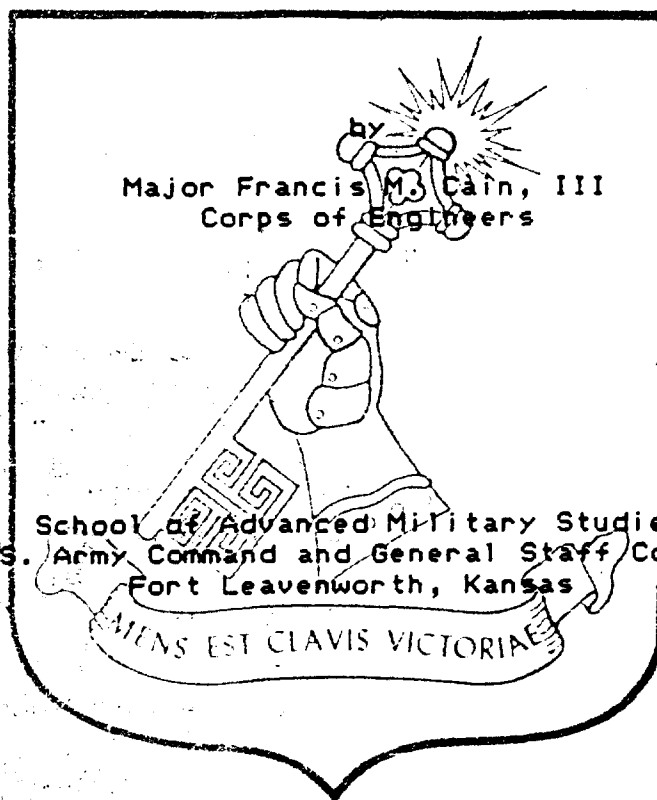 by
Major Francis M. Cain, III
Corps of Engineers
School of Advanced Military Studie
S. Army Command and General Staff Co
Fort Leavenworth, Kansas
MENS EST CLAVIS VICTORIAE